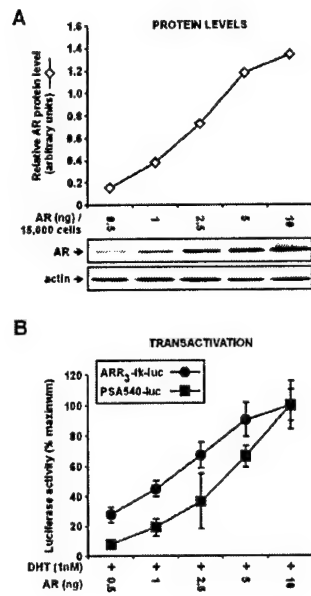 A
PROTEIN LEVELS
Relative AR protein level
(arbitrary units)
1.6
1.4
1.2
1.0
0.8
0.6
0.4
0.2
0
AR (ng) /
15,000 cells
0.5 1 2.5 5 10
AR
actin
B
TRANSACTIVATION
ARR3-tk-luc
PSA540-luc
Luciferase activity (% maximum)
120
100
80
60
40
20
0
DHT (1nM) + + + + +
AR (ng) 0.5 1 2.5 5 10